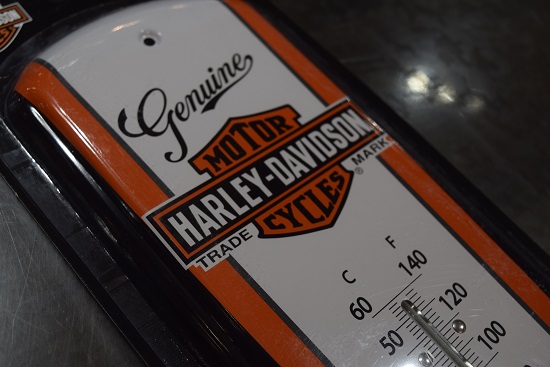 Genuine
MOTOR
HARLEY-DAVIDSON
CYCLES
TRADE MARK ®
C F
60 140
50 120
100